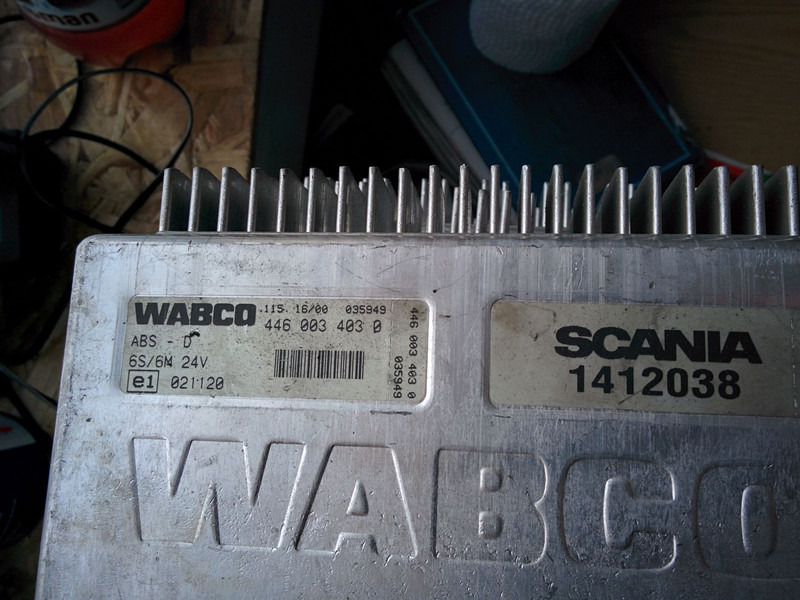 man
WABCO .115. 16/00 035949
446 003 403 0
ABS - D
6S/6M 24V
e1 021120
446 003 403 0
035949
SCANIA
1412038
WABCO